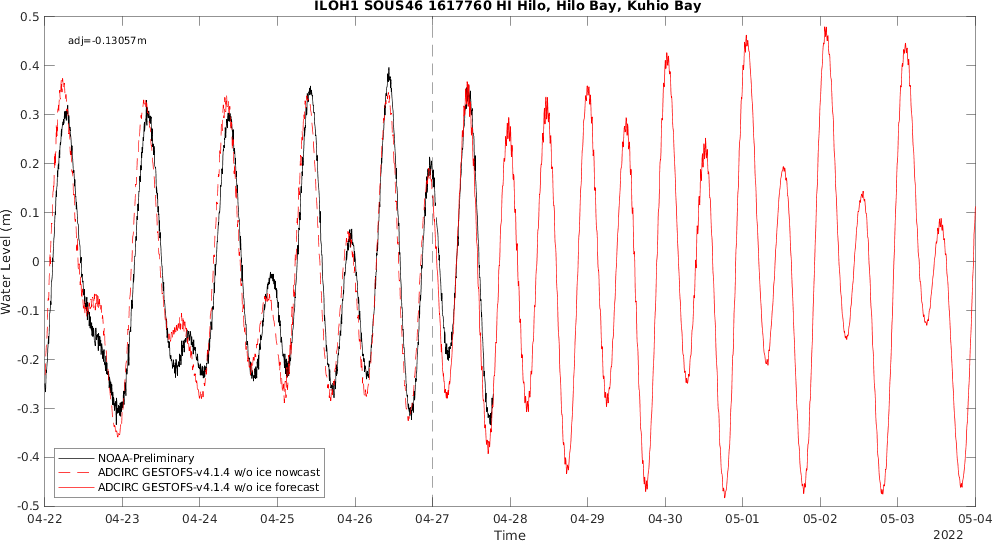 ILOH1 SOUS46 1617760 HI Hilo, Hilo Bay, Kuhio Bay
adj=-0.13057m
0.5
0.4
0.3
0.2
0.1
0
-0.1
-0.2
-0.3
-0.4
-0.5
Water Level (m)
NOAA-Preliminary
ADCIRC GESTOFS-v4.1.4 w/o ice nowcast
ADCIRC GESTOFS-v4.1.4 w/o ice forecast
04-22 04-23 04-24 04-25 04-26 04-27 04-28 04-29 04-30 05-01 05-02 05-03 05-04
Time
2022